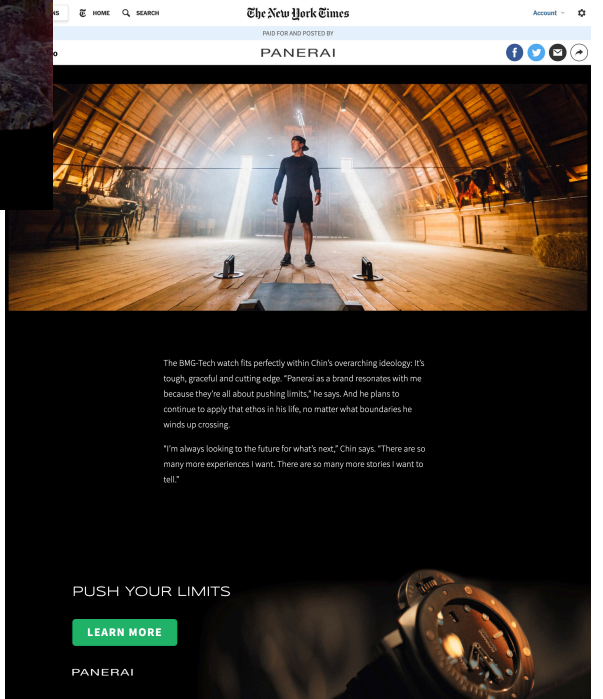 NS HOME SEARCH The New York Times Account
PAID FOR AND POSTED BY
PANERAI
The BMG-Tech watch fits perfectly within Chin's overarching ideology: It's
tough, graceful and cutting edge. “Panerai as a brand resonates with me
because they're all about pushing limits,” he says. And he plans to
continue to apply that ethos in his life, no matter what boundaries he
winds up crossing.
“I'm always looking to the future for what's next,” Chin says. “There are so
many more experiences I want. There are so many more stories I want to
tell.”
PUSH YOUR LIMITS
LEARN MORE
PANERAI